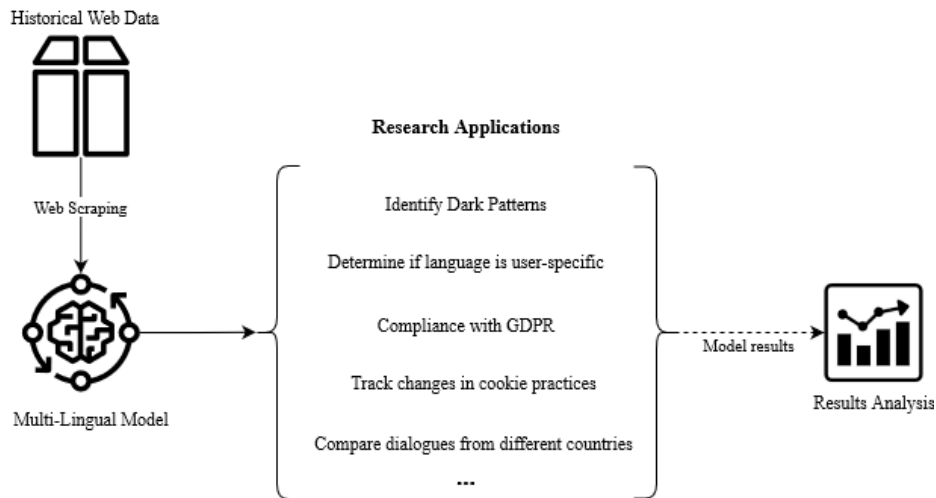 Historical Web Data
Research Applications
Web Scraping
Identify Dark Patterns
Determine if language is user-specific
Compliance with GDPR
Model results
Track changes in cookie practices
Multi-Lingual Model
Results Analysis
Compare dialogues from different countries
...